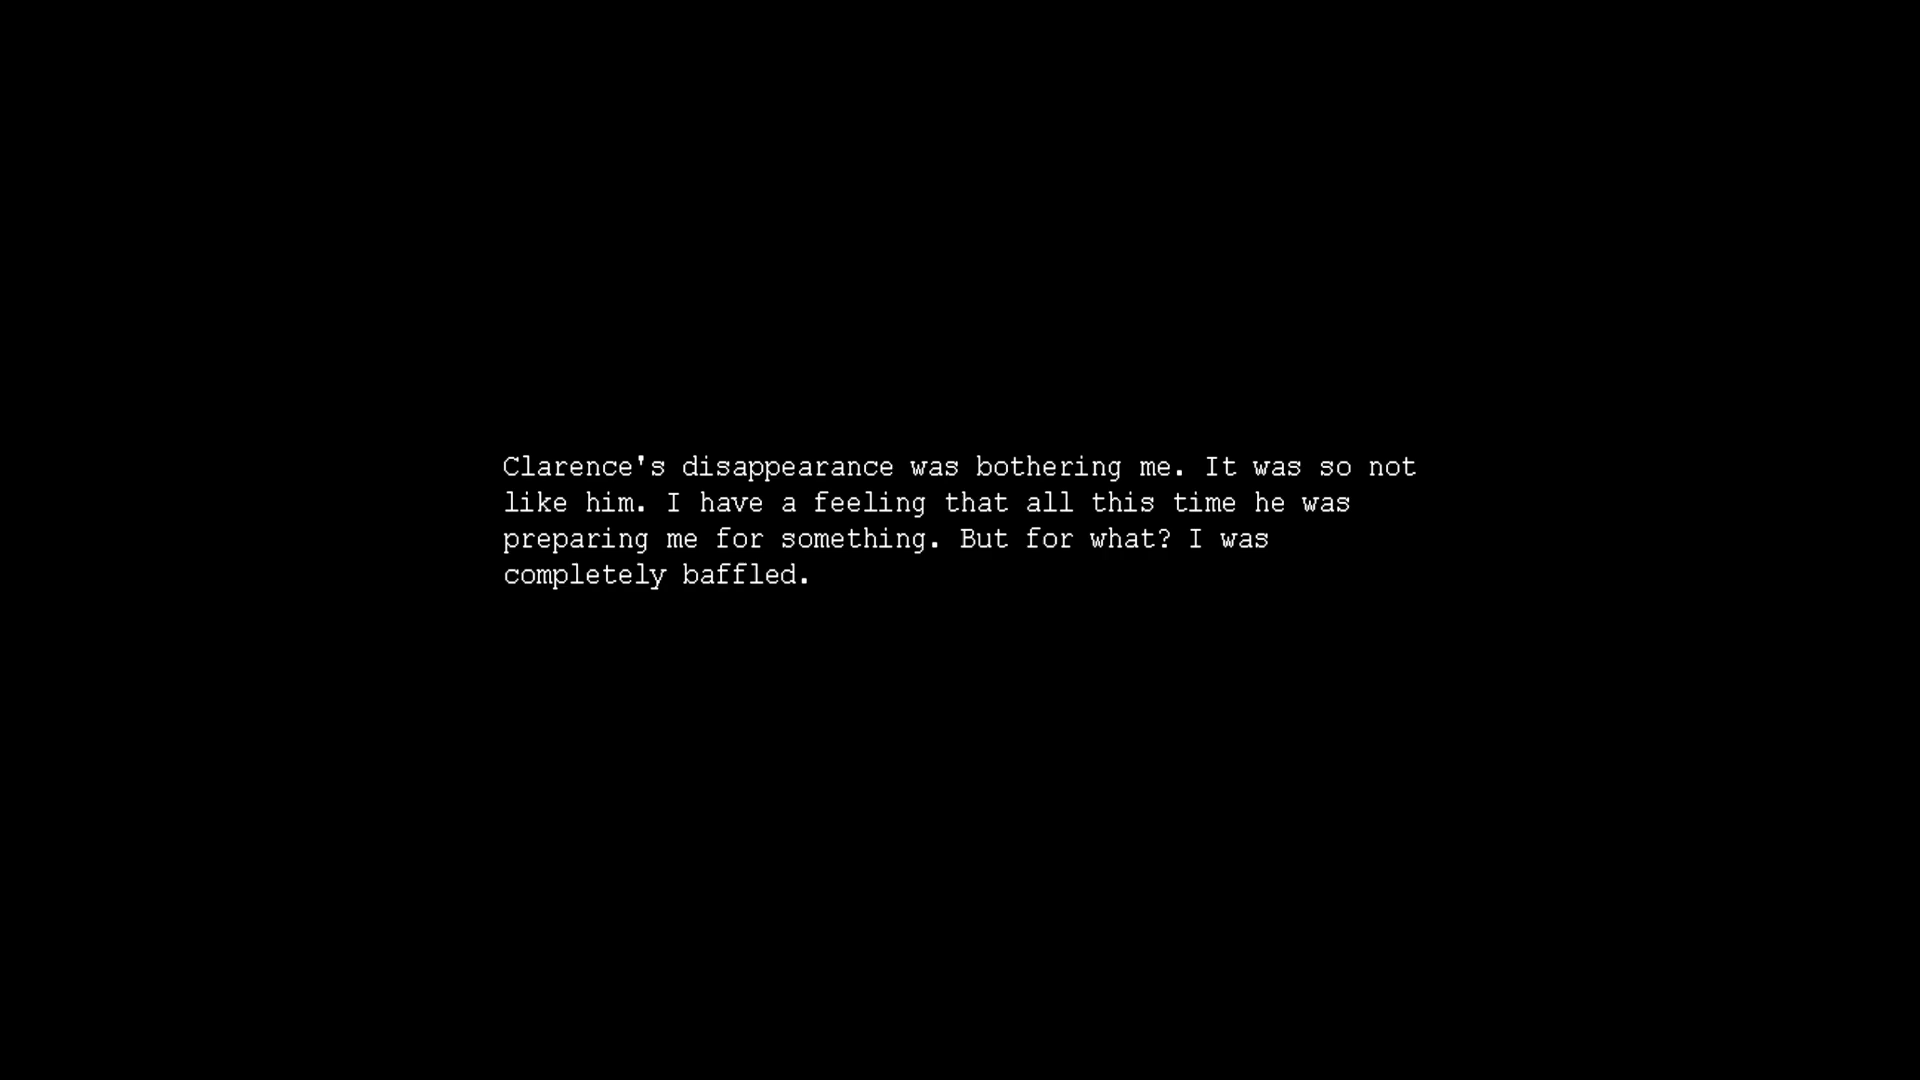 Clarence's disappearance was bothering me. It was so not
like him. I have a feeling that all this time he was
preparing me for something. But for what? I was
completely baffled.